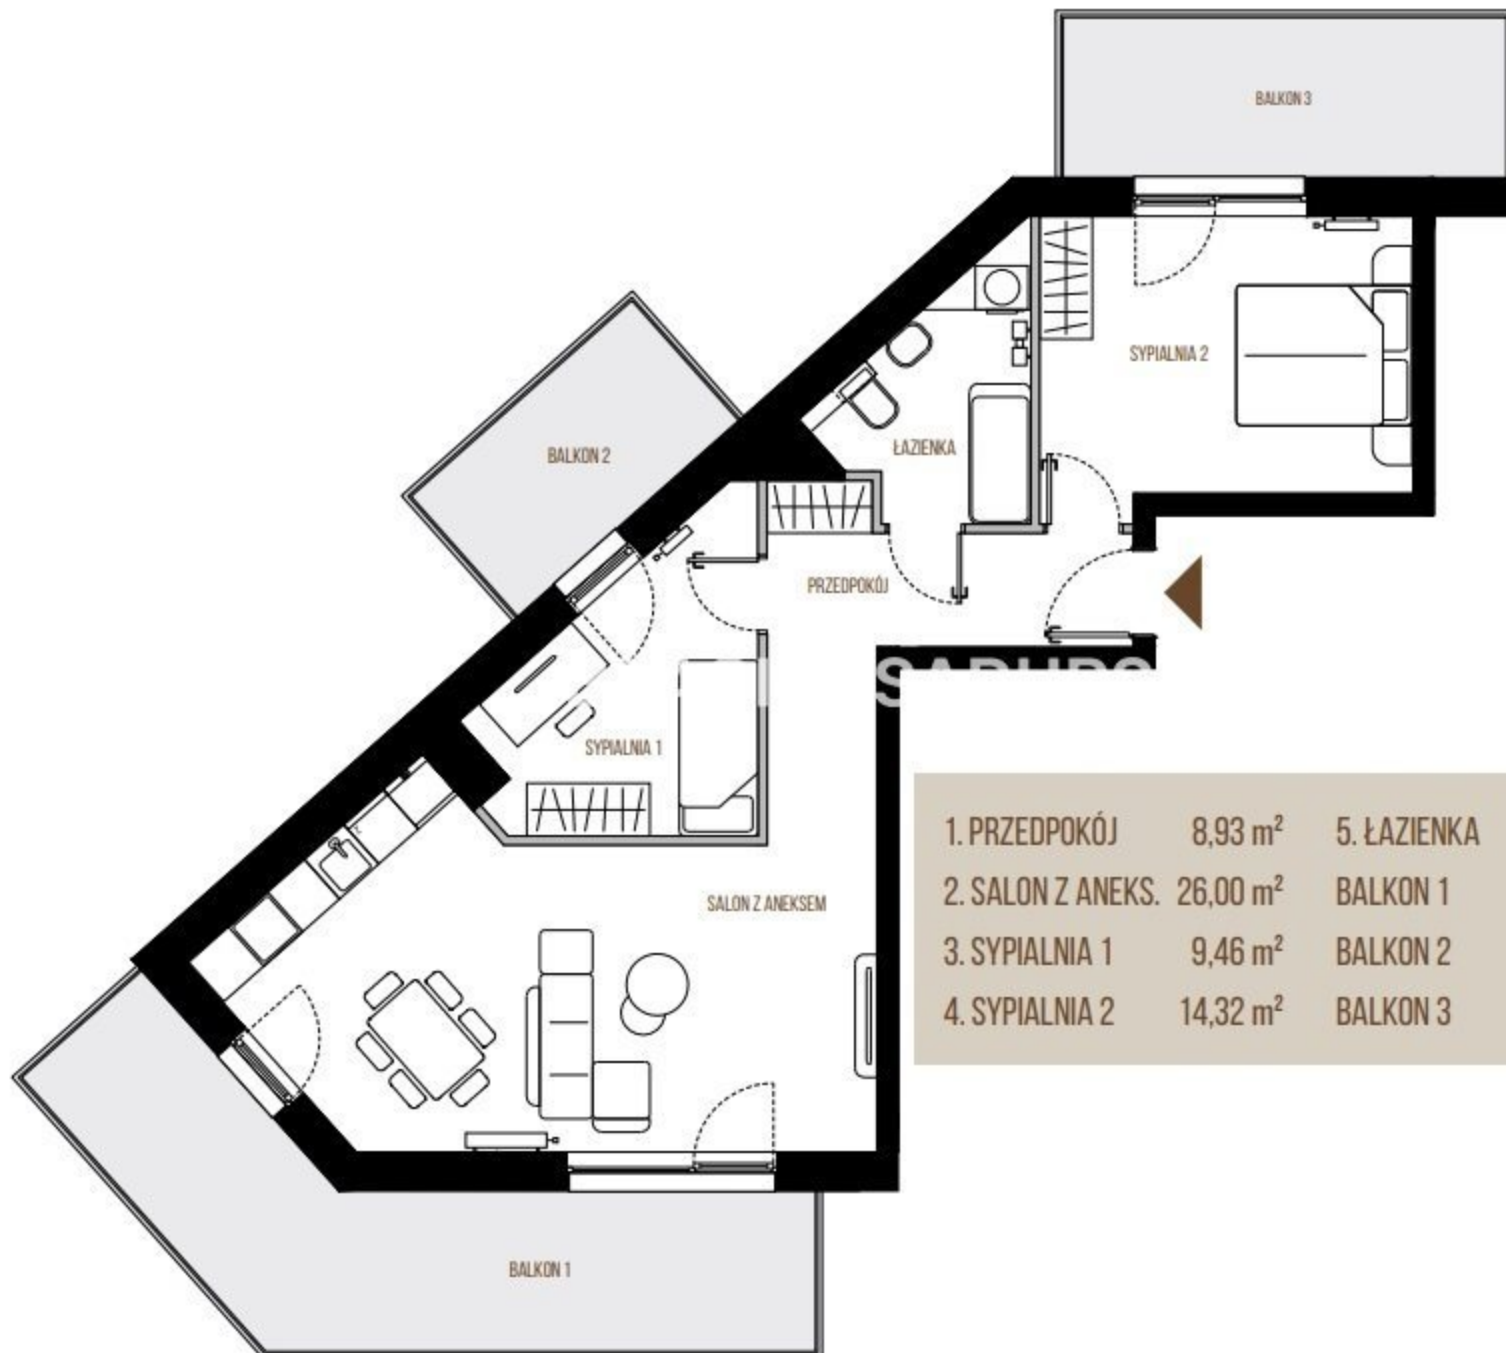 BALKON 3
SYPIALNIA 2
BALKON 2
ŁAZIENKA
PRZEDPOKÓJ
SYPIALNIA 1
SALON Z ANEKSEM
1. PRZEDPOKÓJ 8,93 m² 5. ŁAZIENKA
2. SALON Z ANEKS. 26,00 m² BALKON 1
3. SYPIALNIA 1 9,46 m² BALKON 2
4. SYPIALNIA 2 14,32 m² BALKON 3
BALKON 1